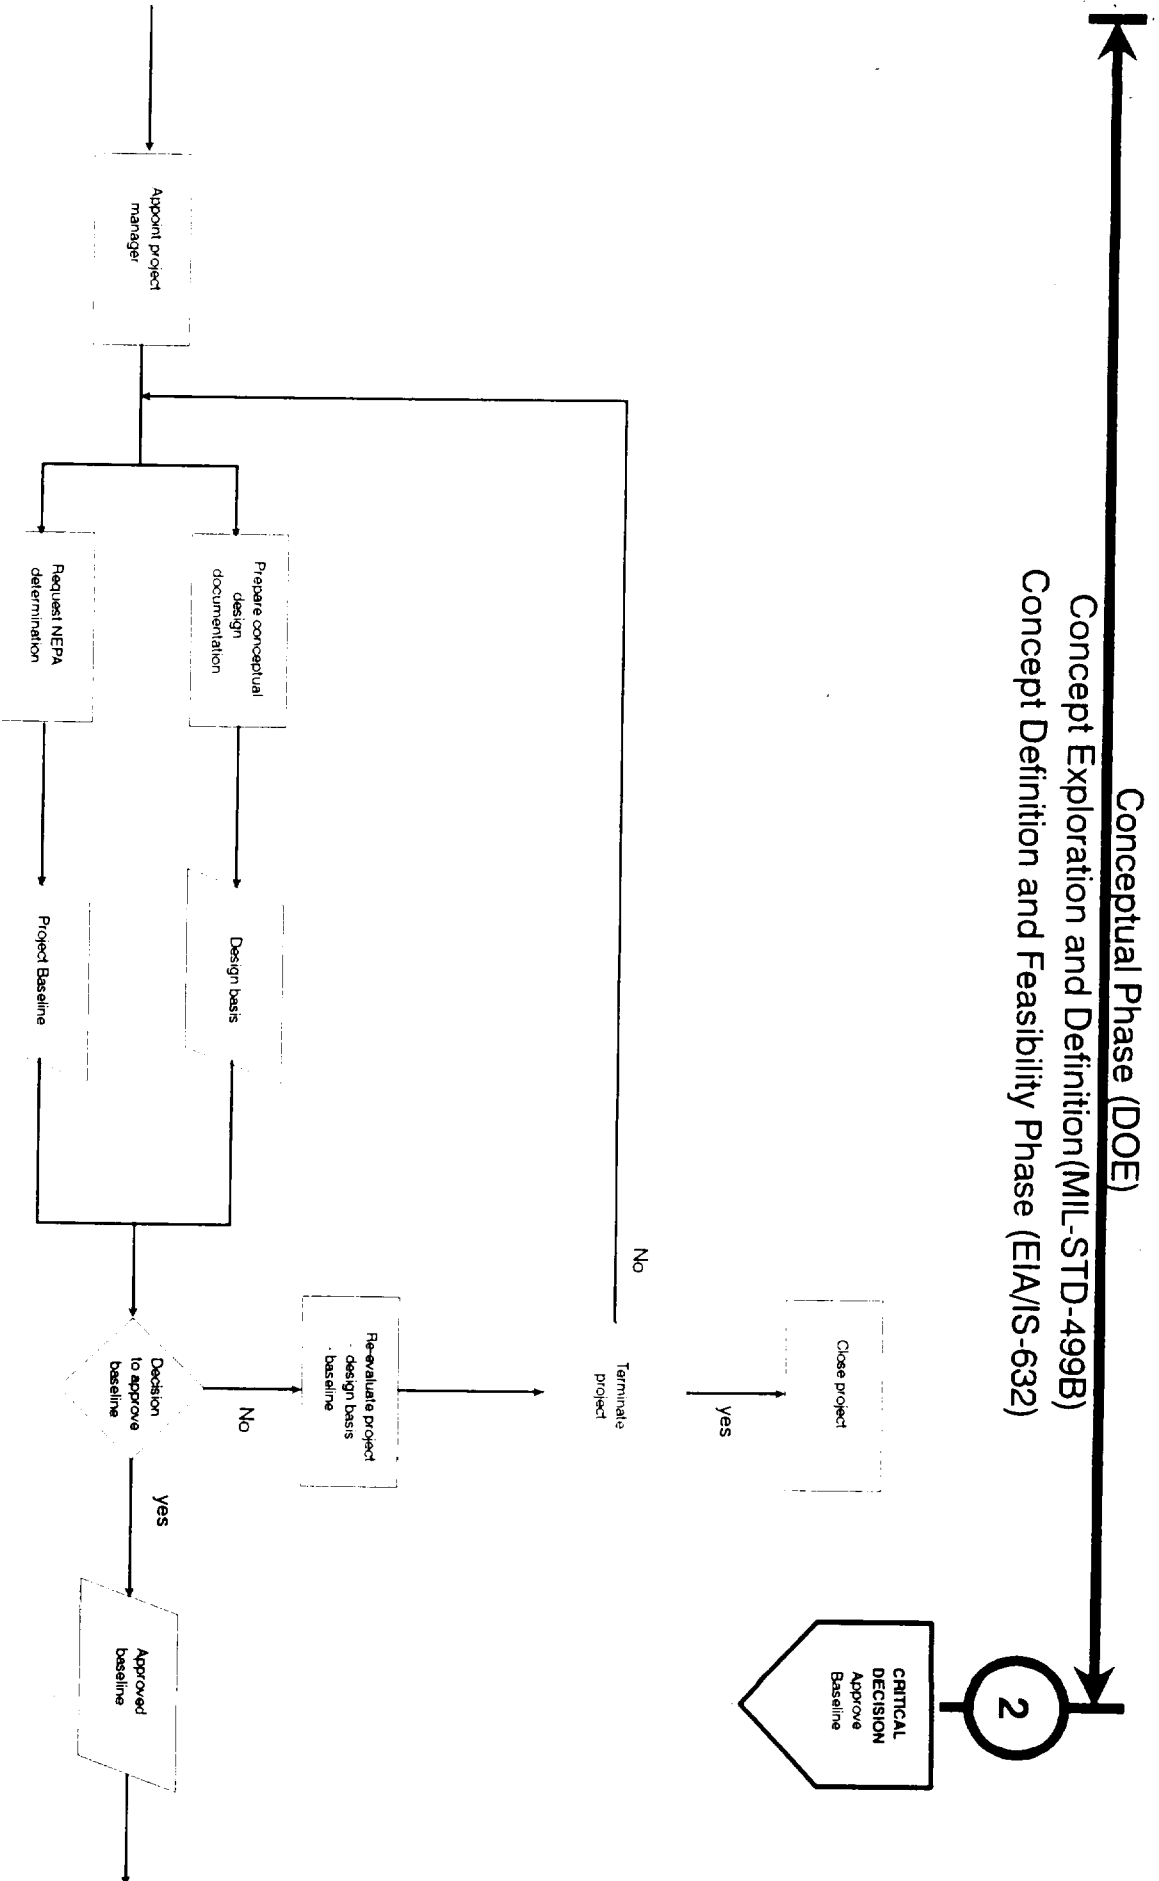 Conceptual Phase (DOE)
Concept Exploration and Definition(MIL-STD-499B)
Concept Definition and Feasibility Phase (EIA/IS-632)
2
CRITICAL
DECISION
Approve
Baseline
Close project
yes
Terminate
project
No
Re-evaluate project
- design basis
- baseline
No
Prepare conceptual
design
documentation
Design basis
Appoint project
manager
Decision
to approve
baseline
yes
Approved
baseline
Request NEPA
determination
Project Baseline